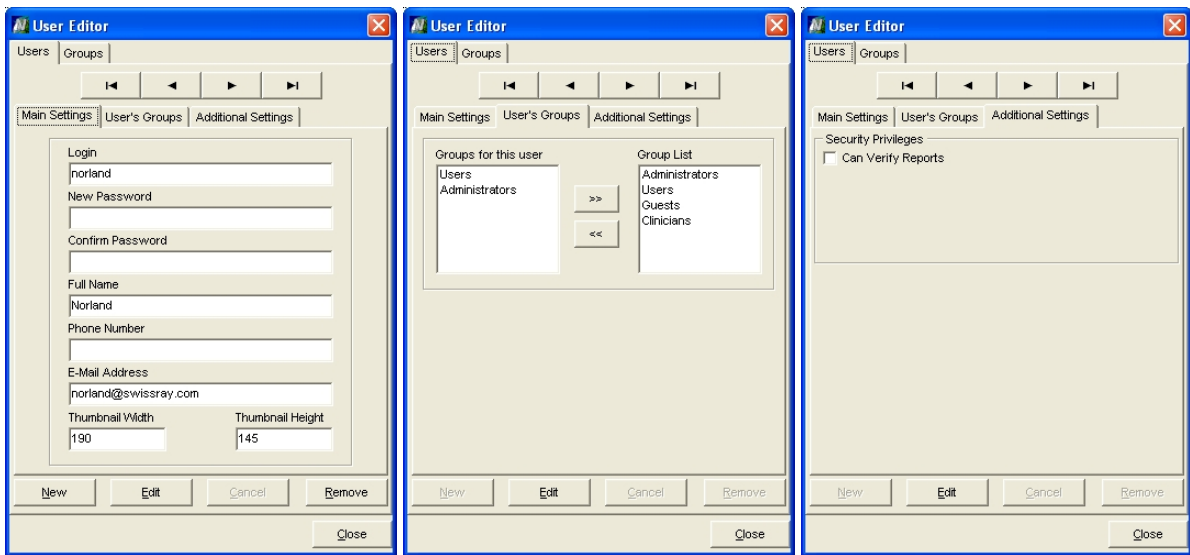 User Editor
Users Groups
Main Settings User's Groups Additional Settings
Login
norland
New Password
Confirm Password
Full Name
Norland
Phone Number
E-Mail Address
norland@swissray.com
Thumbnail Width Thumbnail Height
190 145
New Edit Cancel Remove
Close
User Editor
Users Groups
Main Settings User's Groups Additional Settings
Groups for this user Group List
Users Administrators
Administrators Users
>> Guests
<< Clinicians
New Edit Cancel Remove
Close
User Editor
Users Groups
Main Settings User's Groups Additional Settings
Security Privileges
Can Verify Reports
New Edit Cancel Remove
Close